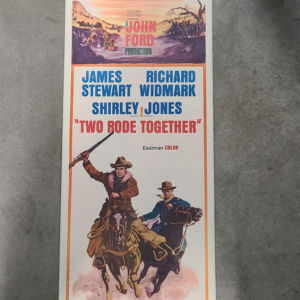 JOHN
FORD
PRODUCTION
JAMES RICHARD
STEWART WIDMARK
SHIRLEY JONES
"TWO RODE TOGETHER"
Eastman COLOR